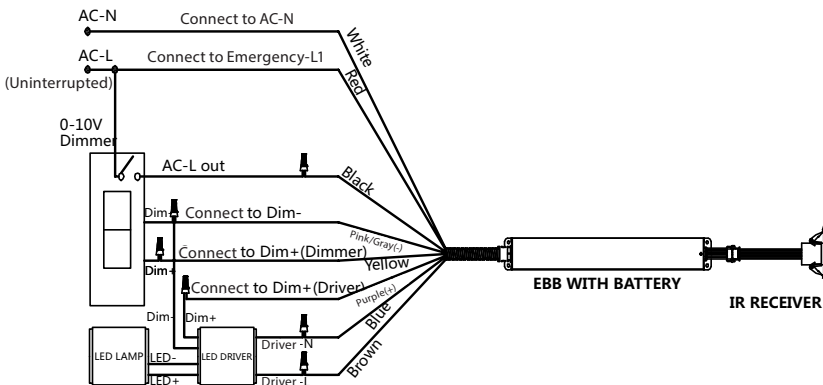 AC-N
Connect to AC-N
White
AC-L
Connect to Emergency-L1
(Uninterrupted)
Red
0-10V
Dimmer
AC-L out
Black
Dim-
Connect to Dim-
Pink/Gray(-)
Connect to Dim+(Dimmer)
Dim+
Yellow
Connect to Dim+(Driver)
Purple(+)
Dim-
Dim+
Blue
Driver-N
LED LAMP
LED-
LED DRIVER
Brown
LED+
Driver-L
EBB WITH BATTERY
IR RECEIVER